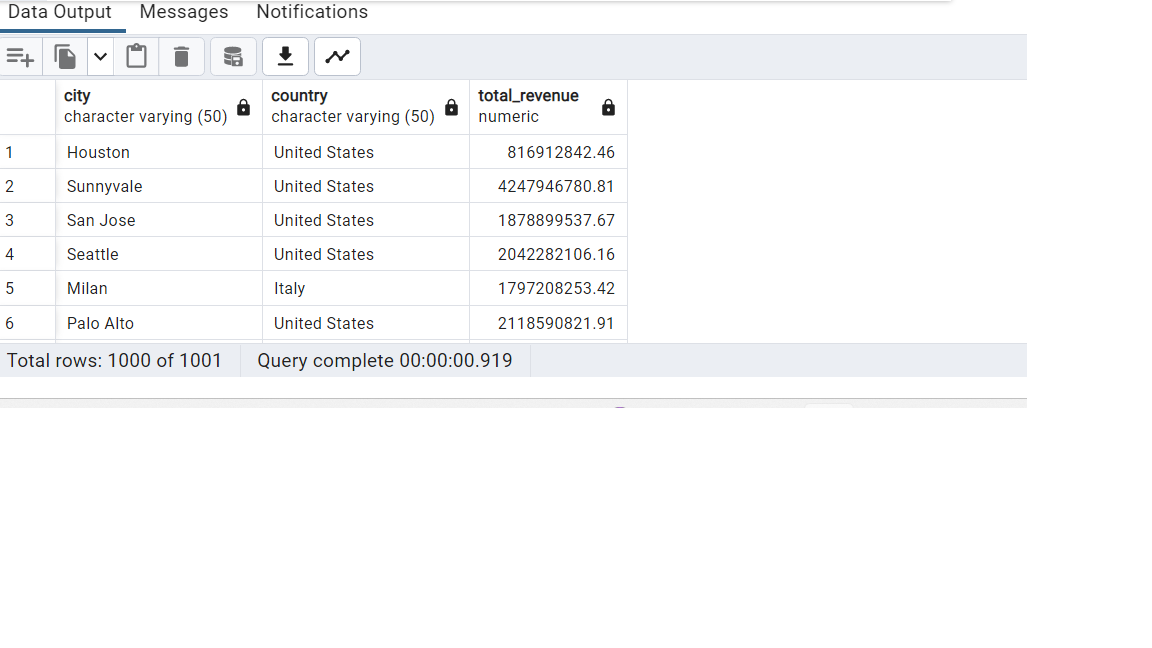 Data Output Messages Notifications
city country total_revenue
character varying (50) character varying (50) numeric
1 Houston United States 816912842.46
2 Sunnyvale United States 4247946780.81
3 San Jose United States 1878899537.67
4 Seattle United States 2042282106.16
5 Milan Italy 1797208253.42
6 Palo Alto United States 2118590821.91
Total rows: 1000 of 1001 Query complete 00:00:00.919